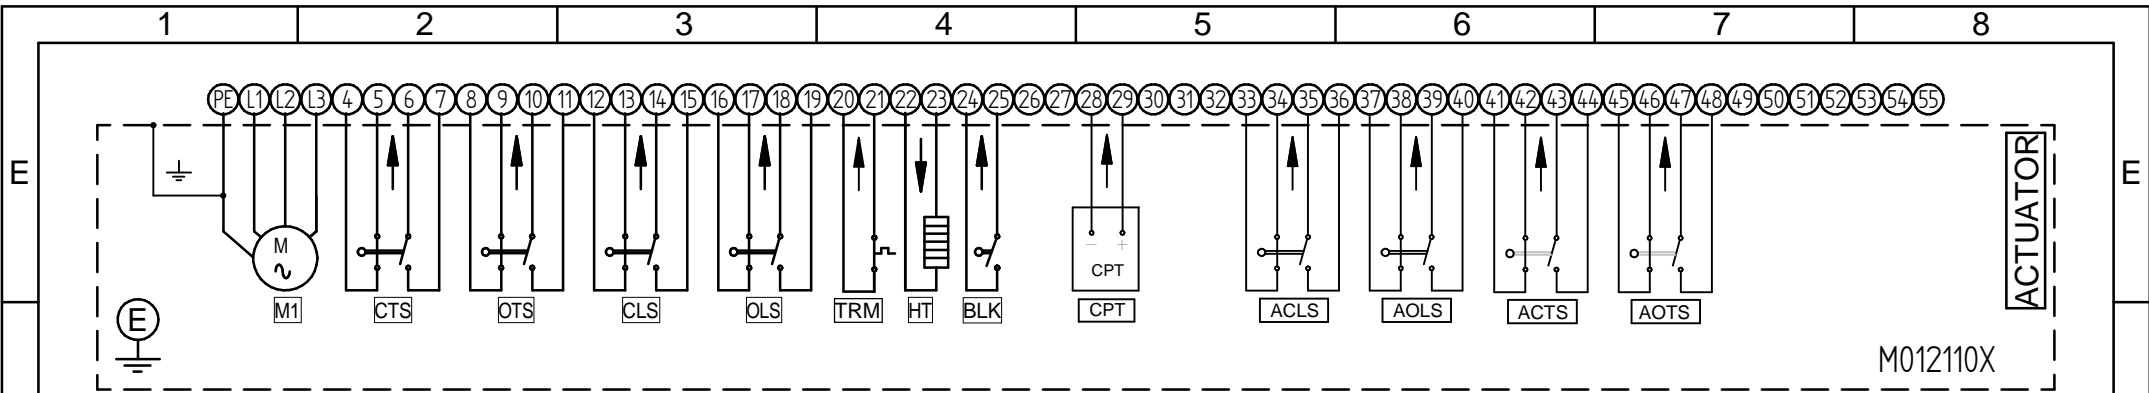 1 2 3 4 5 6 7 8
PE L1 L2 L3 4 5 6 7 8 9 10 11 12 13 14 15 16 17 18 19 20 21 22 23 24 25 26 27 28 29 30 31 32 33 34 35 36 37 38 39 40 41 42 43 44 45 46 47 48 49 50 51 52 53 54 55
E E
ACTUATOR
M
- +
CPT
M1 CTS OTS CLS OLS TRM HT BLK CPT ACLS AOLS ACTS AOTS
E
M012110X